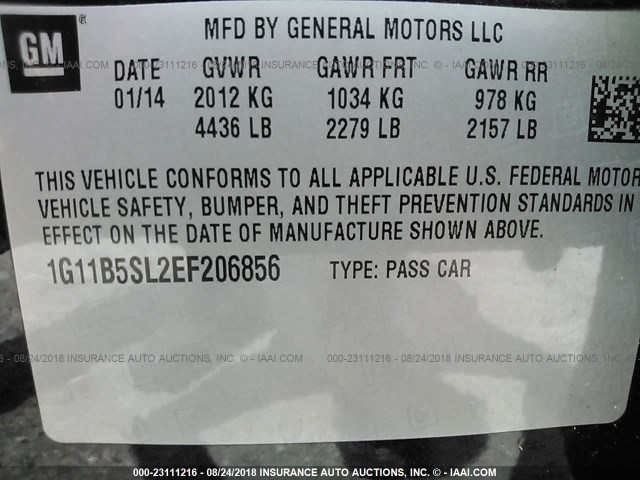 GM ®
MFD BY GENERAL MOTORS LLC
DATE GVWR GAWR FRT GAWR RR
01/14 2012 KG 1034 KG 978 KG
4436 LB 2279 LB 2157 LB
THIS VEHICLE CONFORMS TO ALL APPLICABLE U.S. FEDERAL MOTOR
VEHICLE SAFETY, BUMPER, AND THEFT PREVENTION STANDARDS IN
EFFECT ON THE DATE OF MANUFACTURE SHOWN ABOVE.
1G11B5SL2EF206856 TYPE: PASS CAR
000-23111216 - 08/24/2018 INSURANCE AUTO AUCTIONS, INC. - © IAAI.COM